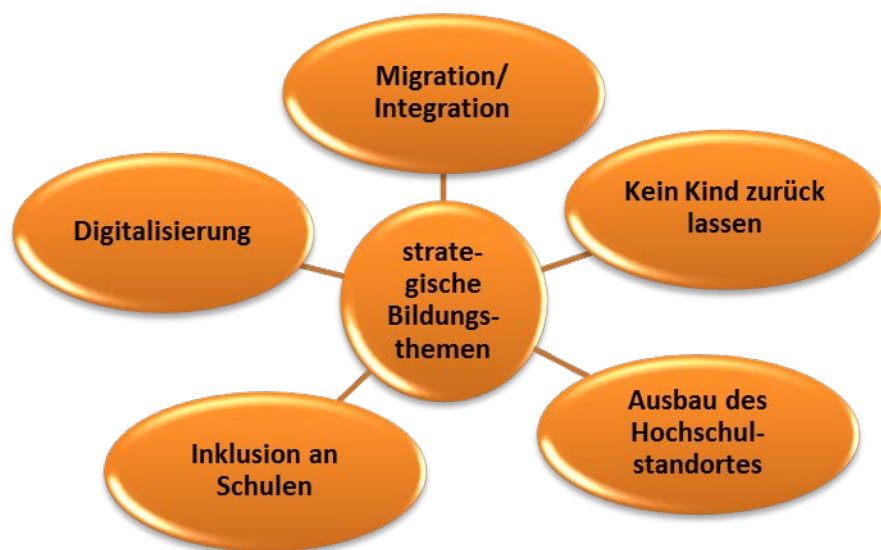 Migration/
Integration
Kein Kind zurück
lassen
Digitalisierung
strate-
gische
Bildungs-
themen
Ausbau des
Hochschul-
standortes
Inklusion an
Schulen